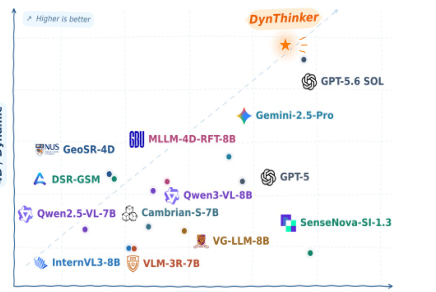 DynThinker
↗ Higher is better
GPT-5.6 SOL
Gemini-2.5-Pro
MLLM-4D-RFT-8B
NUS GeoSR-4D
DSR-GSM
GPT-5
Qwen3-VL-8B
Qwen2.5-VL-7B
Cambrian-S-7B
SenseNova-SI-1.3
VG-LLM-8B
InternVL3-8B
VLM-3R-7B